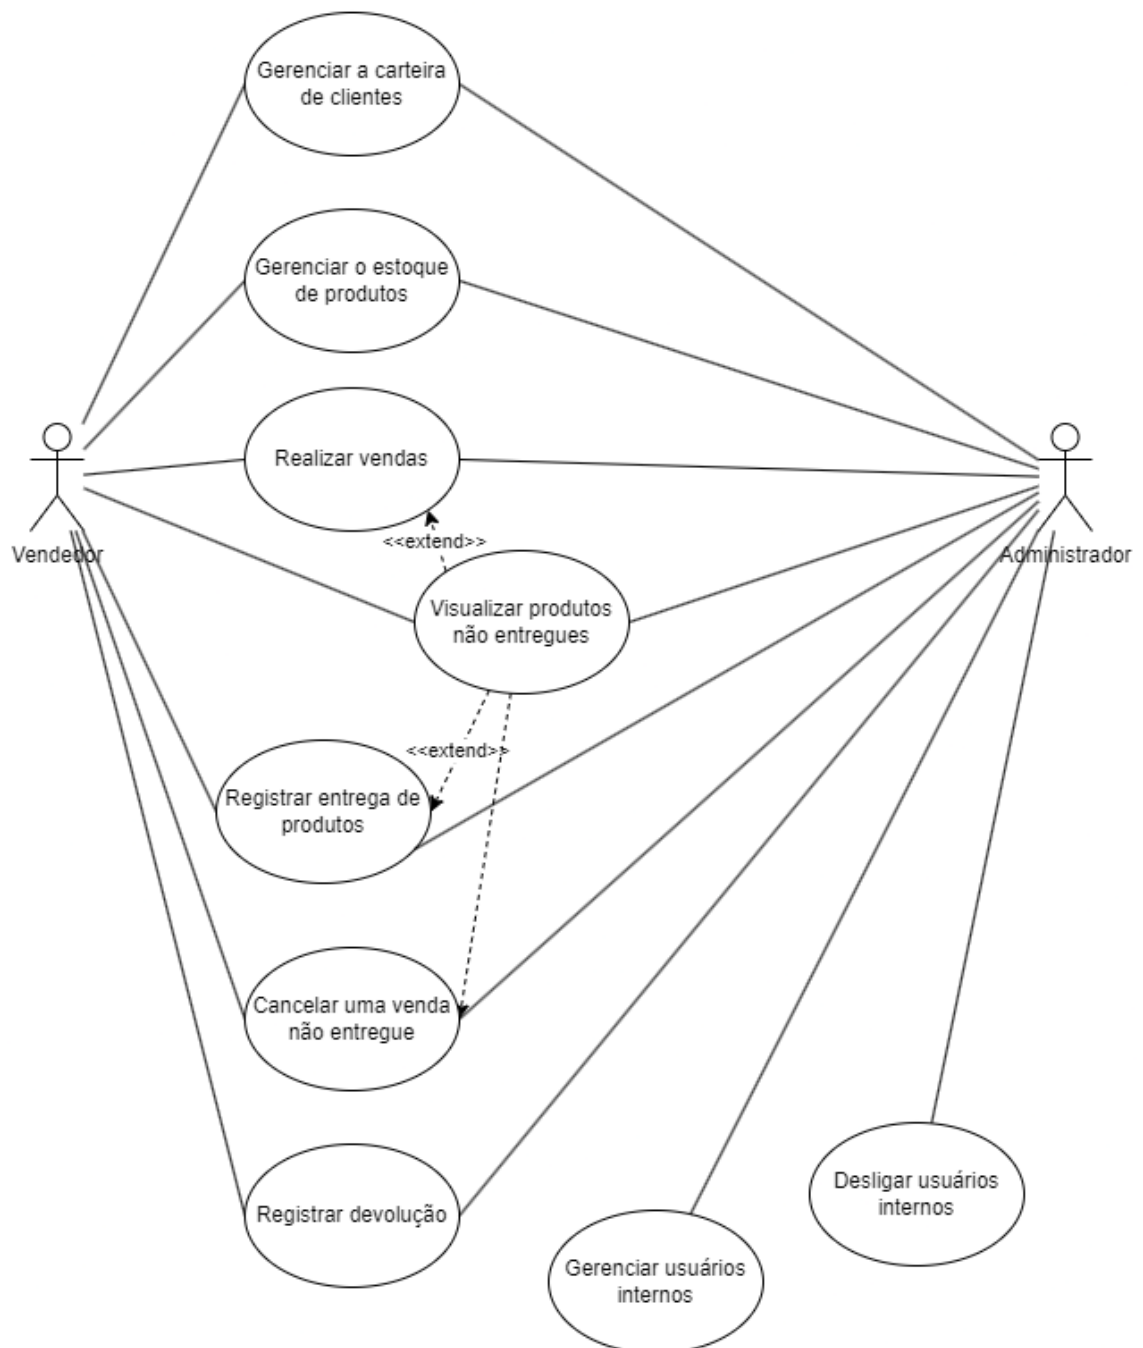 Gerenciar a carteira
de clientes
Gerenciar o estoque
de produtos
Realizar vendas
<<extend>>
Vendedor
Administrador
Visualizar produtos
não entregues
<<extend>>
Registrar entrega de
produtos
Cancelar uma venda
não entregue
Registrar devolução
Desligar usuários
internos
Gerenciar usuários
internos